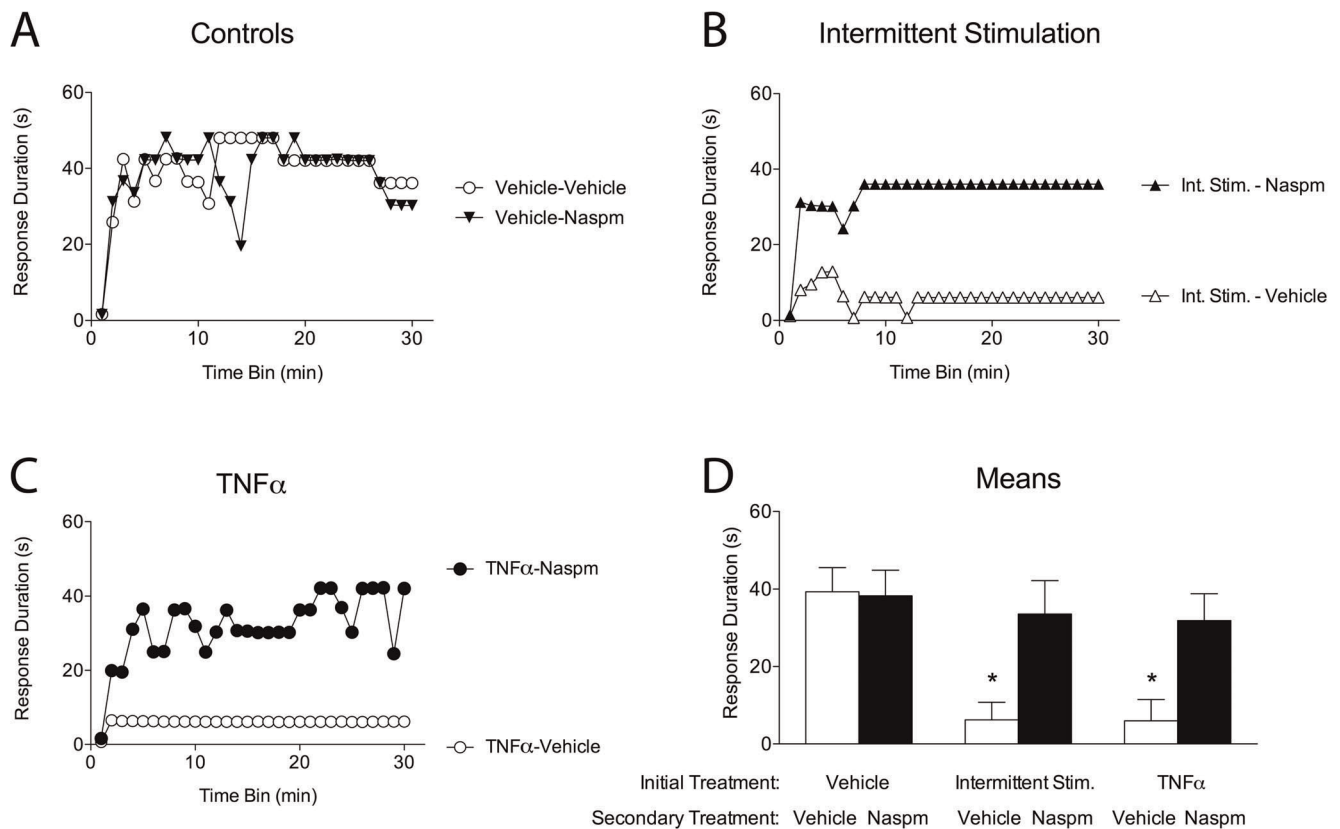 A
Controls
Response Duration (s)
60
40
20
0
0
10
20
30
Time Bin (min)
Vehicle-Vehicle
Vehicle-Naspm
B
Intermittent Stimulation
Response Duration (s)
60
40
20
0
0
10
20
30
Time Bin (min)
Int. Stim. - Naspm
Int. Stim. - Vehicle
C
TNFα
Response Duration (s)
60
40
20
0
0
10
20
30
Time Bin (min)
TNFα-Naspm
TNFα-Vehicle
D
Means
Response Duration (s)
60
40
20
0
* *
Initial Treatment: Vehicle Intermittent Stim. TNFα
Secondary Treatment: Vehicle Naspm Vehicle Naspm Vehicle Naspm